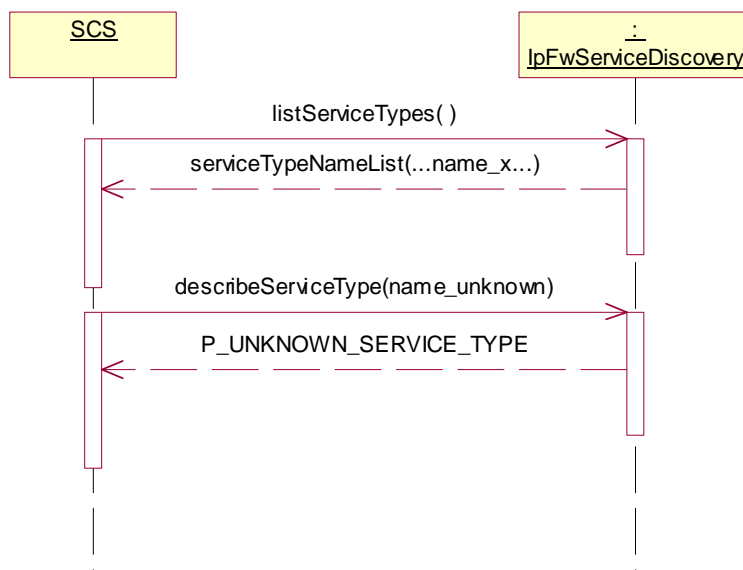 SCS
:
IpFwServiceDiscovery
listServiceTypes( )
serviceTypeNameList(...name_x...)
describeServiceType(name_unknown)
P_UNKNOWN_SERVICE_TYPE